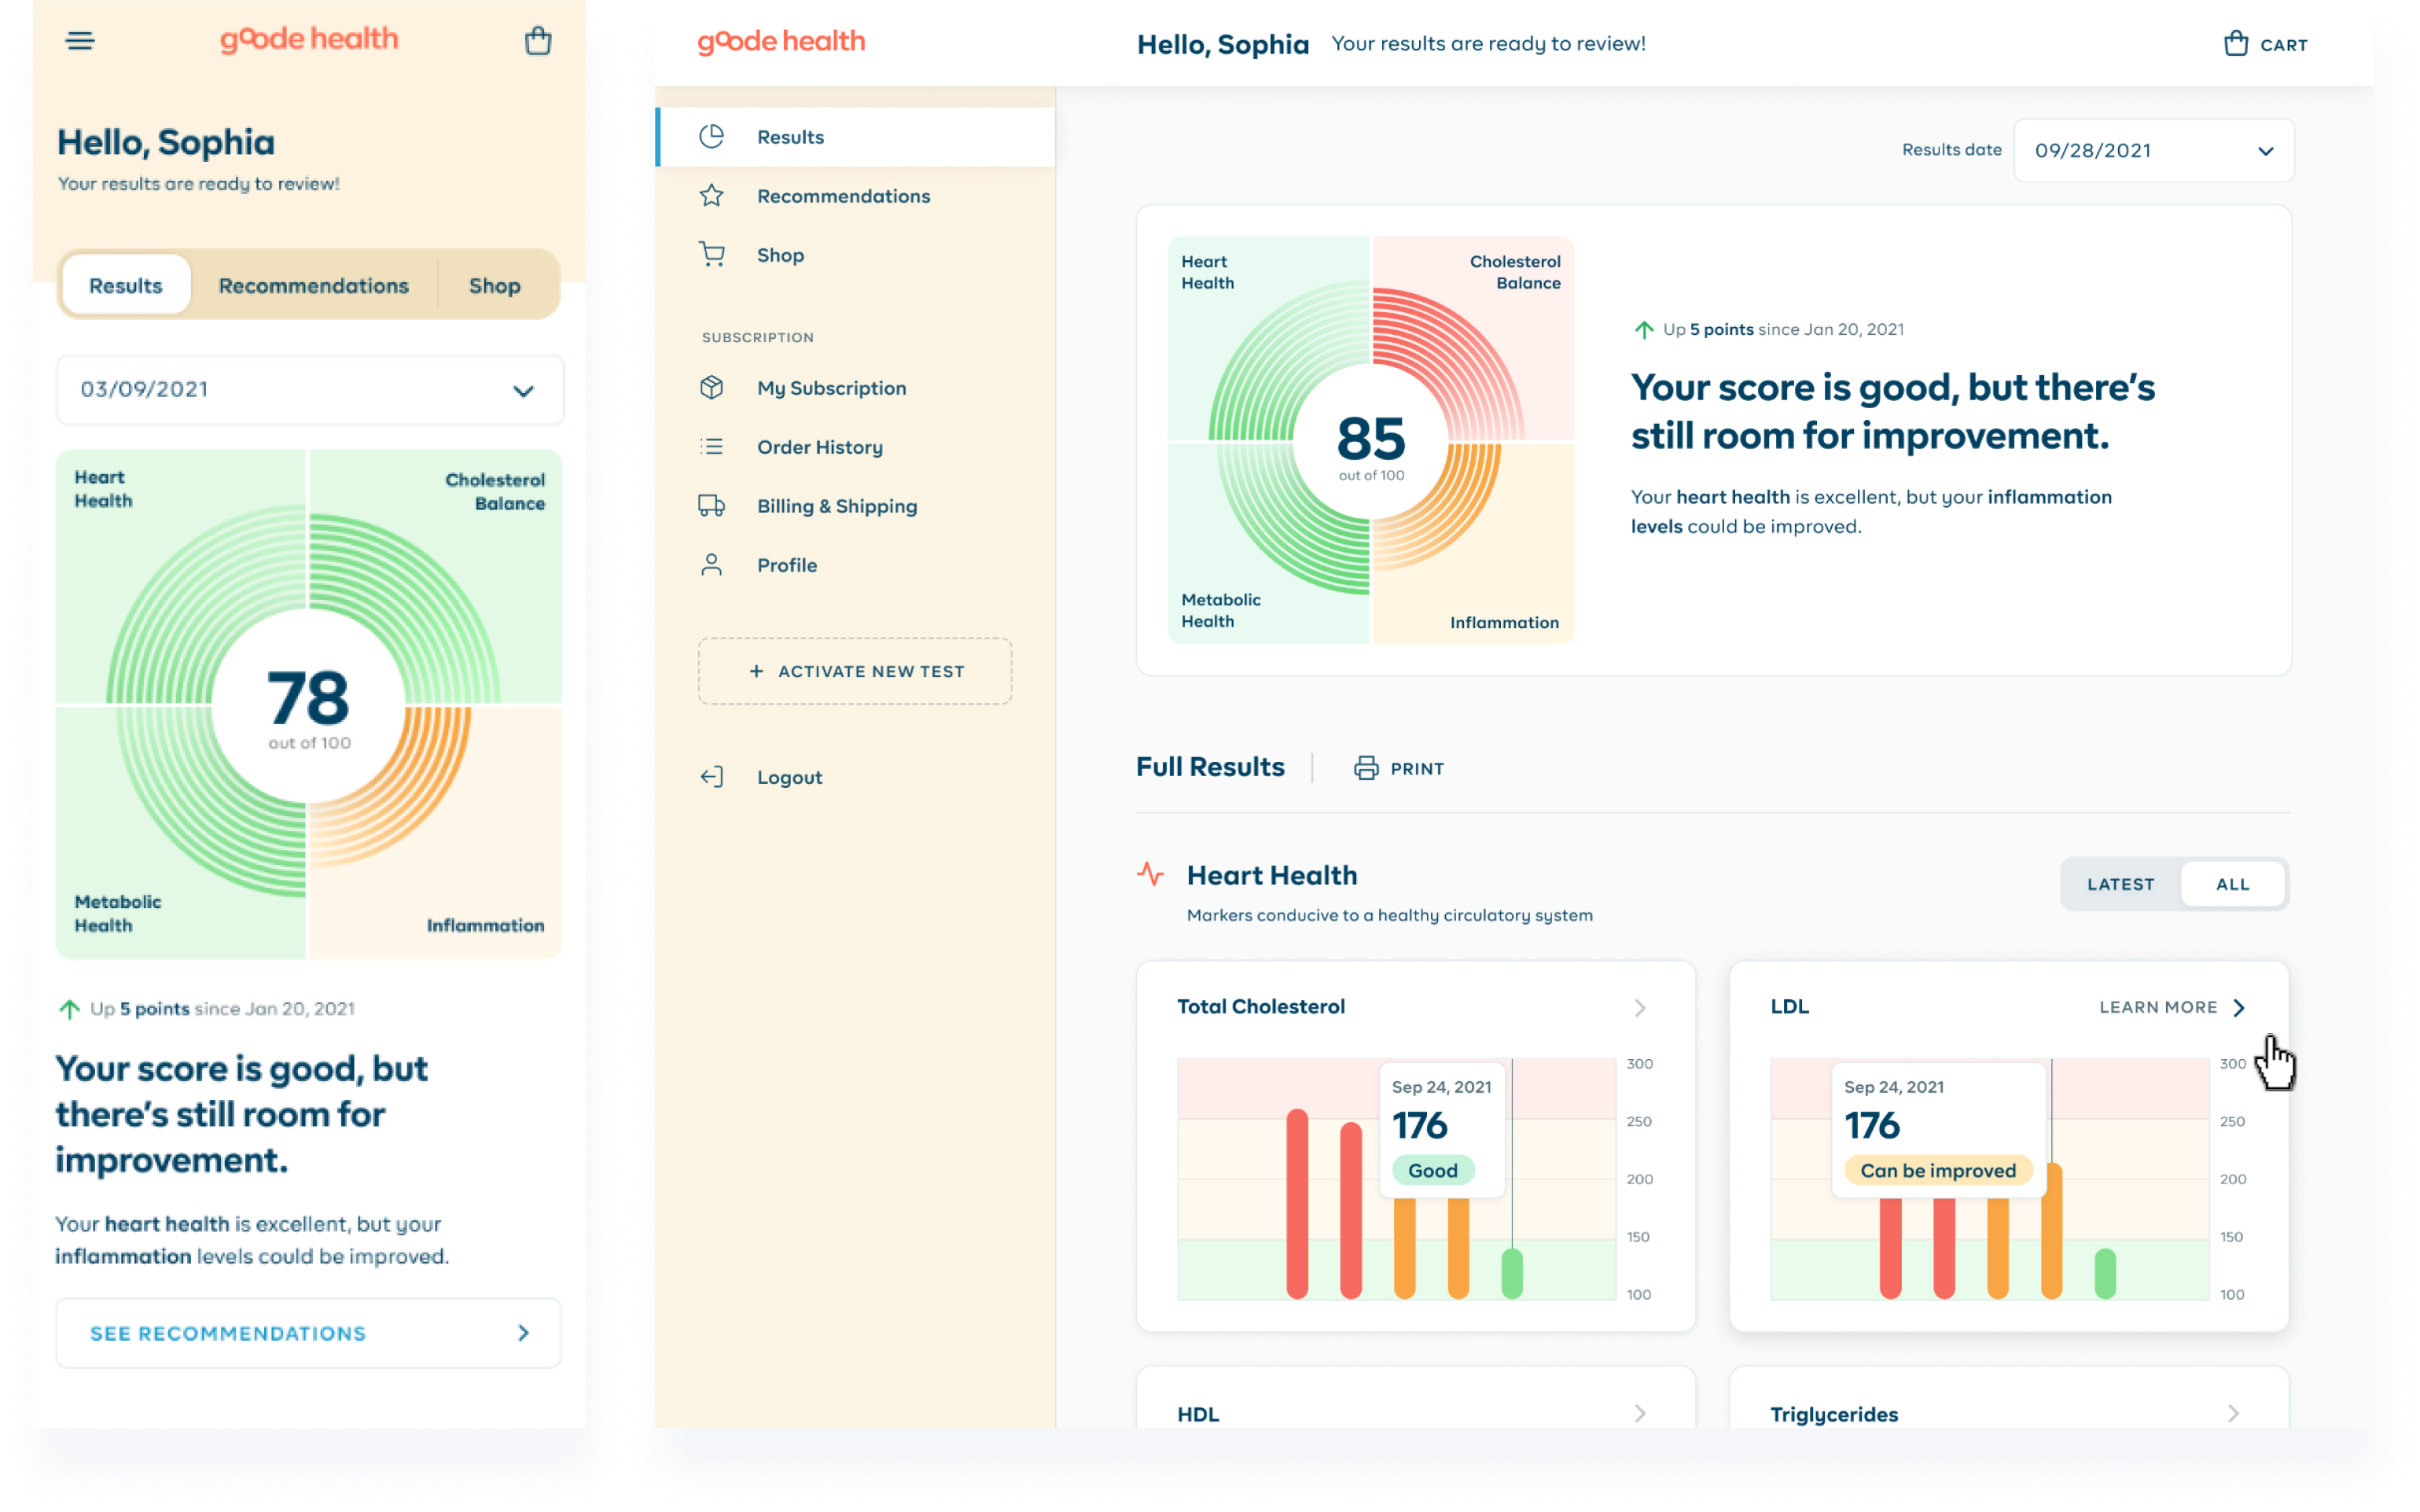 goode health
Hello, Sophia
Your results are ready to review!
Results
Recommendations
Shop
03/09/2021
Heart
Health
Cholesterol
Balance
78
out of 100
Metabolic
Health
Inflammation
Up 5 points since Jan 20, 2021
Your score is good, but
there's still room for
improvement.
Your heart health is excellent, but your
inflammation levels could be improved.
SEE RECOMMENDATIONS
goode health
Hello, Sophia Your results are ready to review!
CART
Results
Recommendations
Shop
SUBSCRIPTION
My Subscription
Order History
Billing & Shipping
Profile
+ ACTIVATE NEW TEST
Logout
Results date 09/28/2021
Heart
Health
Cholesterol
Balance
85
out of 100
Metabolic
Health
Inflammation
Up 5 points since Jan 20, 2021
Your score is good, but there's
still room for improvement.
Your heart health is excellent, but your inflammation
levels could be improved.
Full Results
PRINT
Heart Health
Markers conducive to a healthy circulatory system
LATEST
ALL
Total Cholesterol
Sep 24, 2021
176
Good
300
250
200
150
100
LDL
LEARN MORE
Sep 24, 2021
176
Can be improved
300
250
200
150
100
HDL
Triglycerides